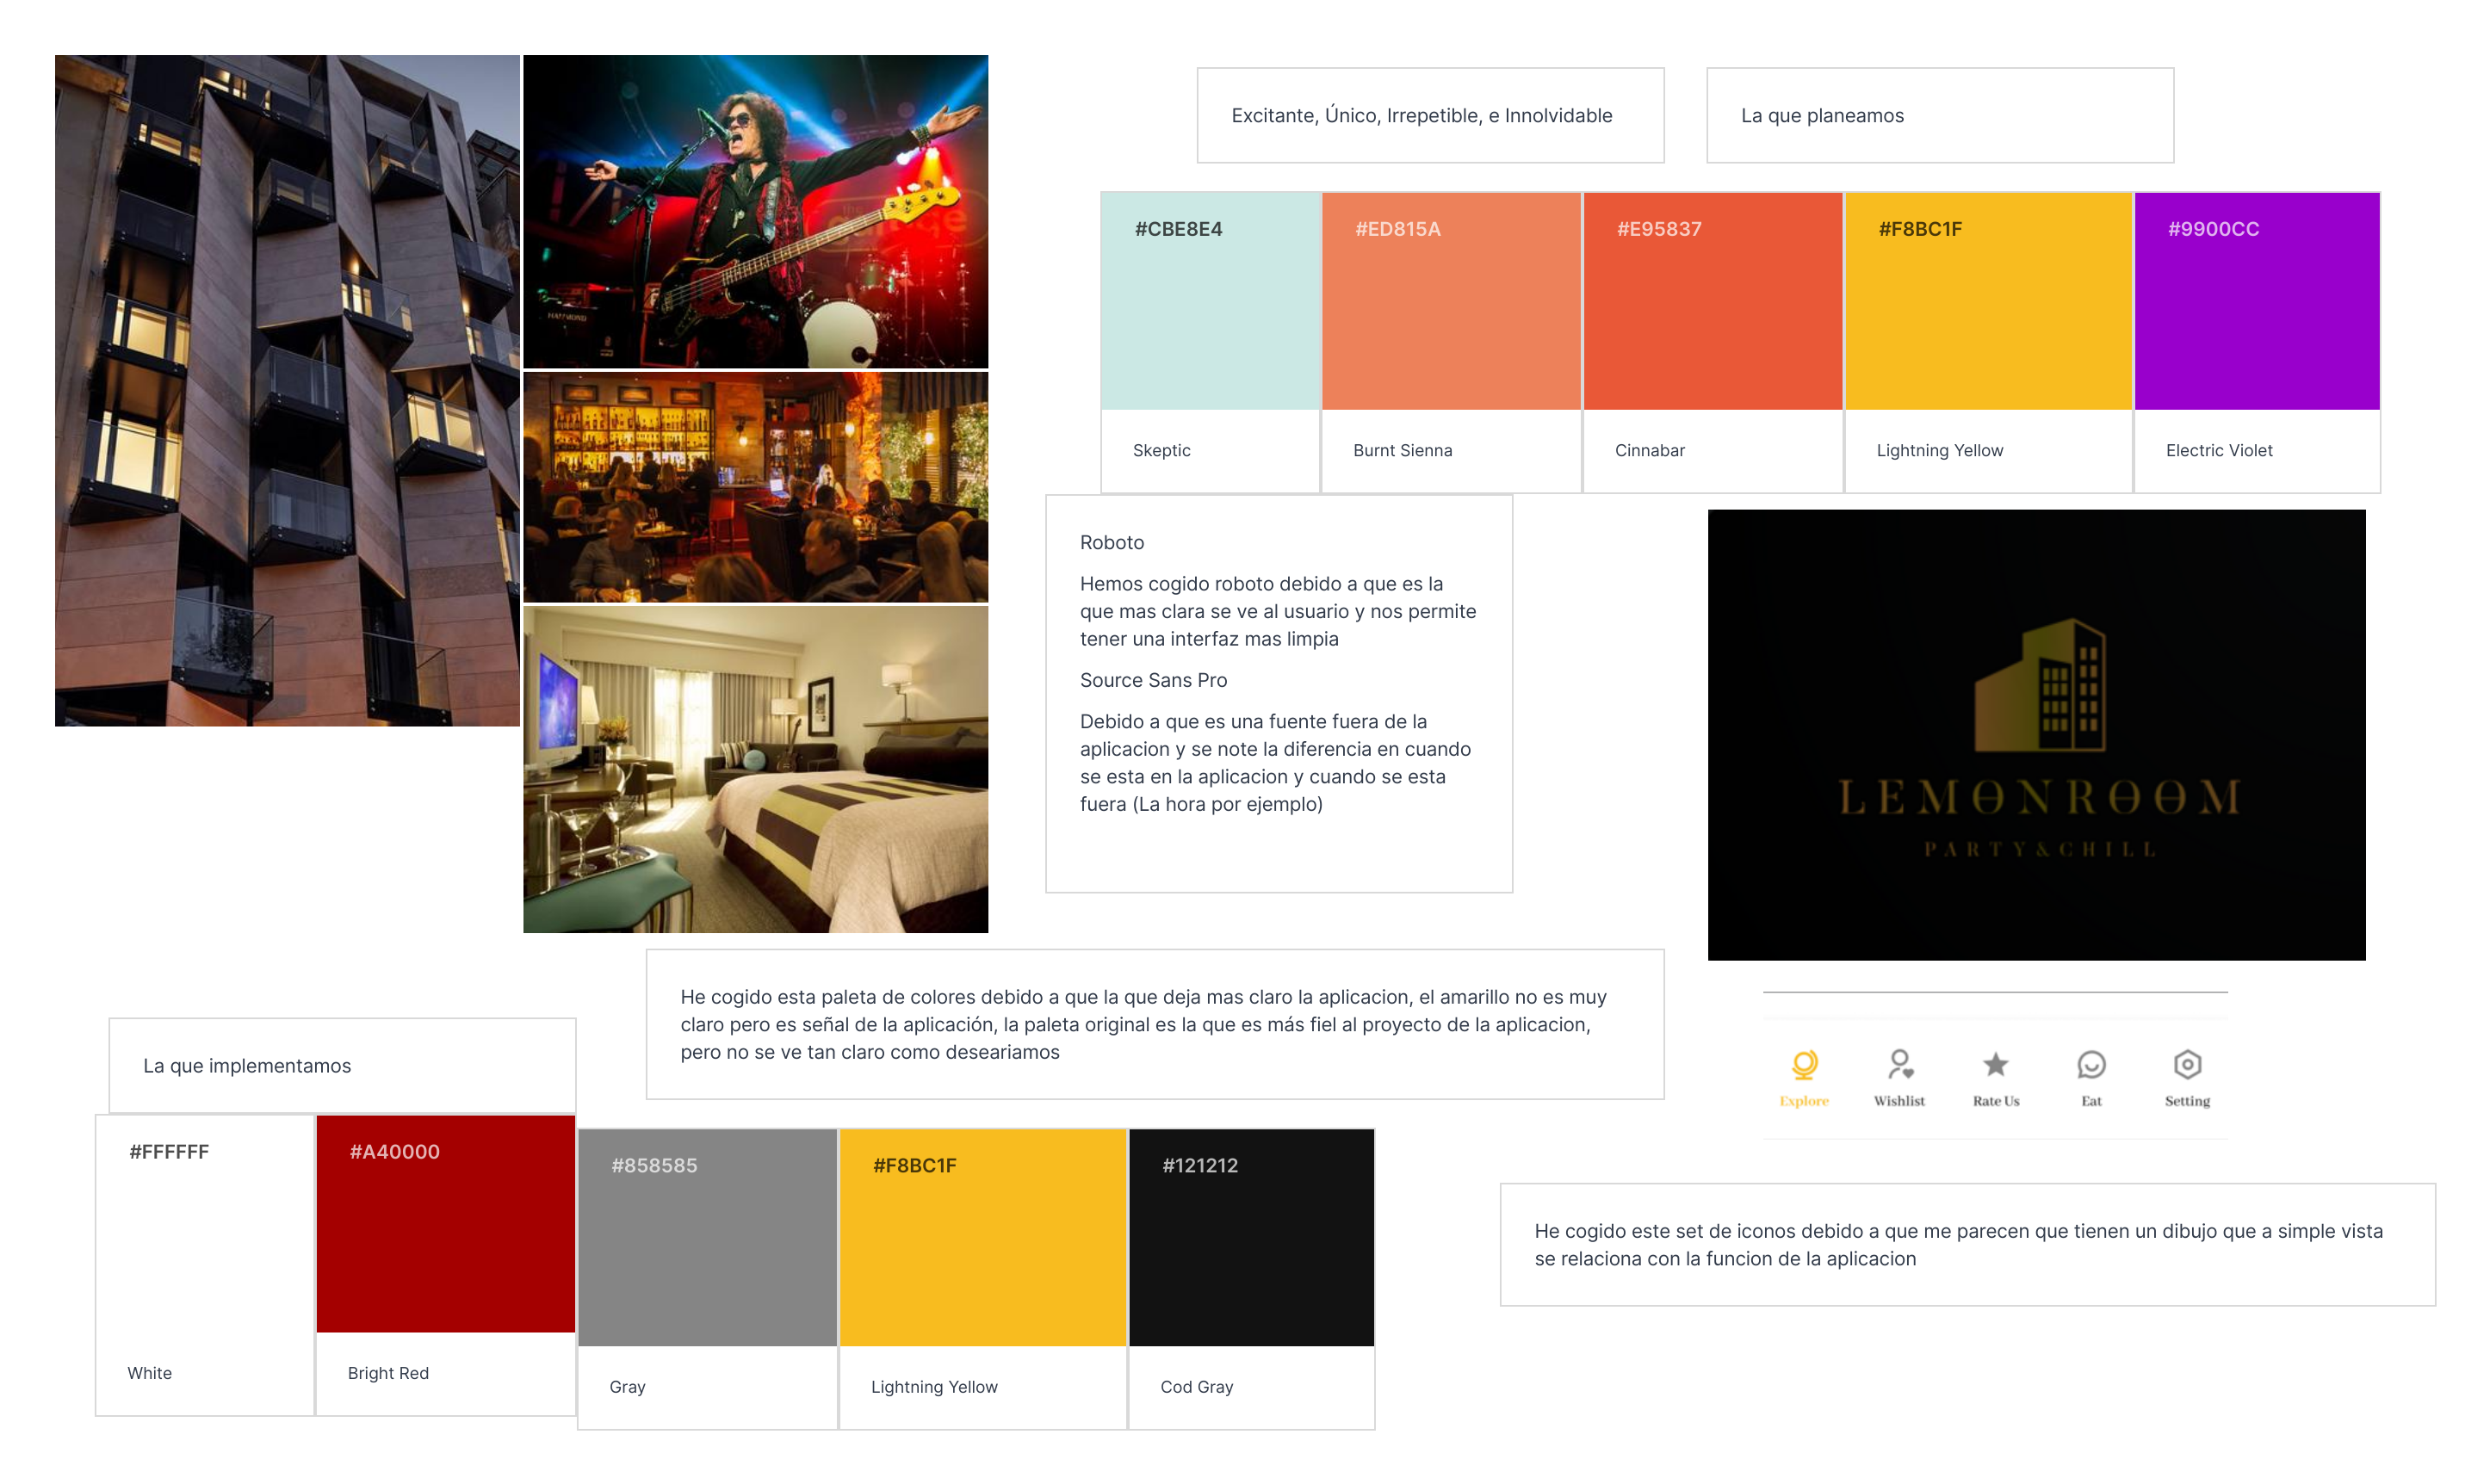 Excitante, Único, Irrepetible, e Innolvidable
La que planeamos
#CBE8E4
#ED815A
#E95837
#F8BC1F
#9900CC
Skeptic
Burnt Sienna
Cinnabar
Lightning Yellow
Electric Violet
HAMMOND
Roboto
Hemos cogido roboto debido a que es la
que mas clara se ve al usuario y nos permite
tener una interfaz mas limpia
Source Sans Pro
Debido a que es una fuente fuera de la
aplicacion y se note la diferencia en cuando
se esta en la aplicacion y cuando se esta
fuera (La hora por ejemplo)
LEMONROOM
PARTY&CHILL
He cogido esta paleta de colores debido a que la que deja mas claro la aplicacion, el amarillo no es muy
claro pero es señal de la aplicación, la paleta original es la que es más fiel al proyecto de la aplicacion,
pero no se ve tan claro como deseariamos
Explore
Wishlist
Rate Us
Eat
Setting
La que implementamos
#FFFFFF
#A40000
#858585
#F8BC1F
#121212
White
Bright Red
Gray
Lightning Yellow
Cod Gray
He cogido este set de iconos debido a que me parecen que tienen un dibujo que a simple vista
se relaciona con la funcion de la aplicacion